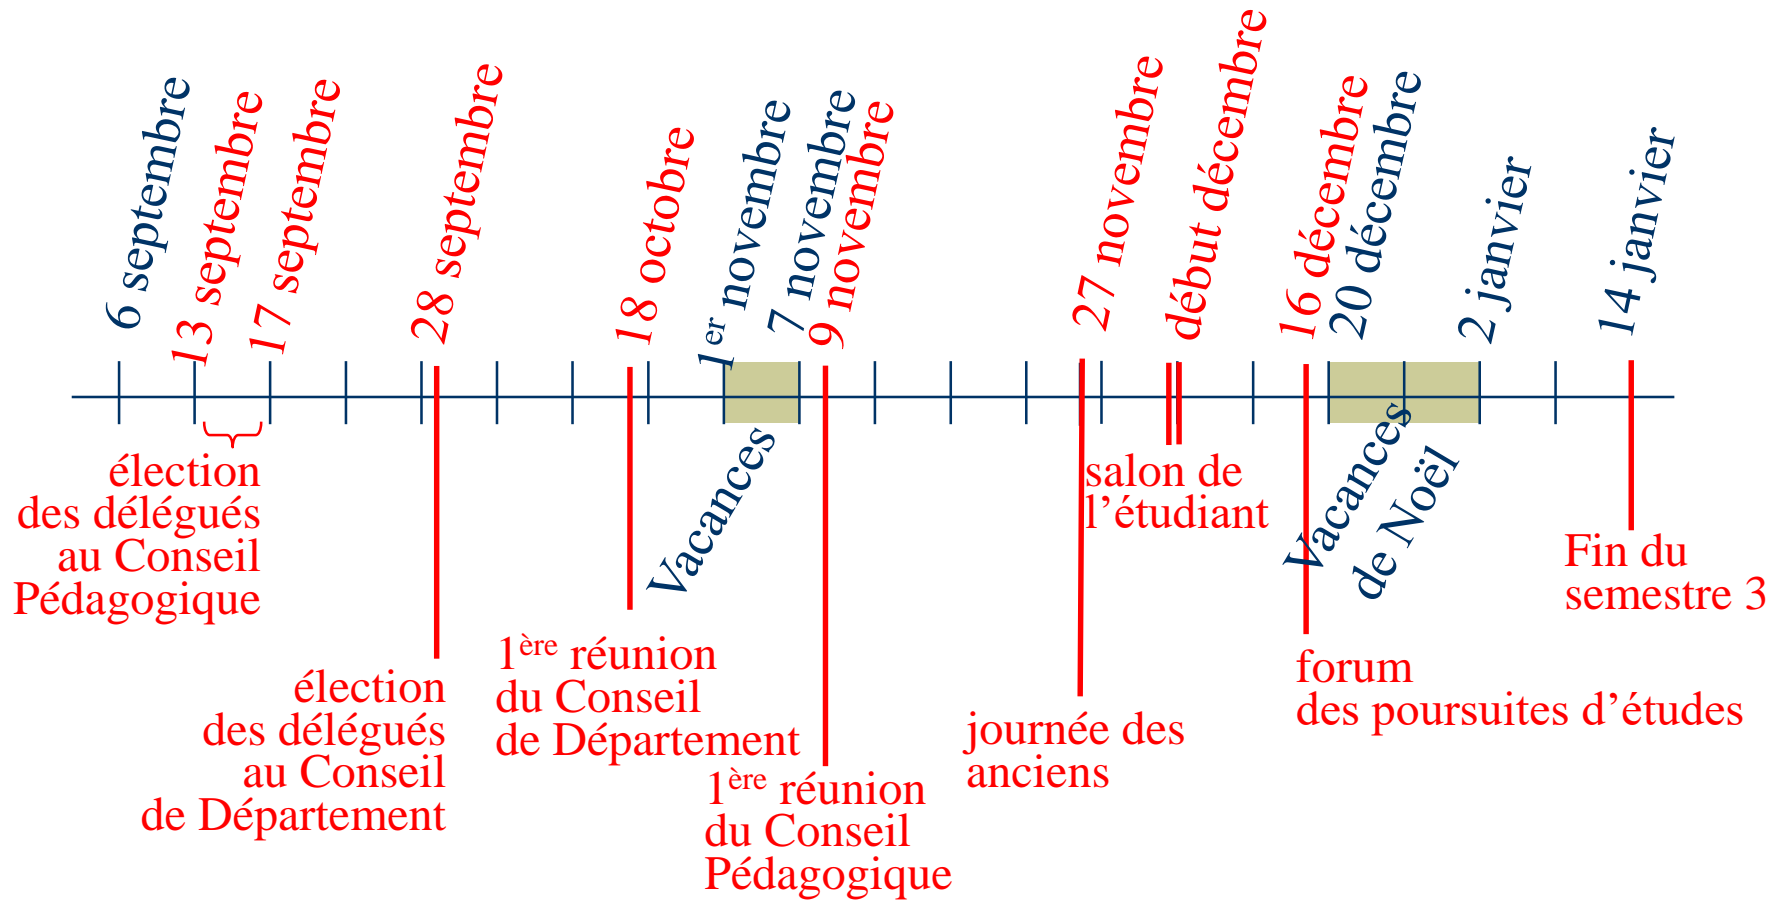 6 septembre
13 septembre
17 septembre
28 septembre
18 octobre
1er novembre
7 novembre
9 novembre
27 novembre
début décembre
16 décembre
20 décembre
2 janvier
14 janvier
élection
des délégués
au Conseil
Pédagogique
élection
des délégués
au Conseil
de Département
1ère réunion
du Conseil
de Département
Vacances
1ère réunion
du Conseil
Pédagogique
journée des
anciens
salon de
l’étudiant
Vacances
de Noël
forum
des poursuites d’études
Fin du
semestre 3